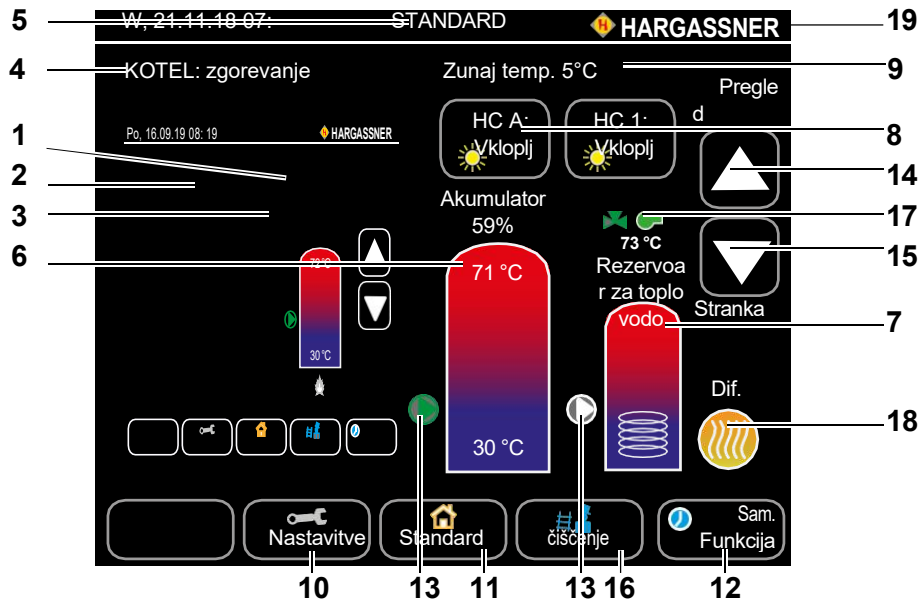 5
W, 21.11.18 07:
STANDARD
HARGASSNER
19
4
KOTEL: zgorevanje
Zunaj temp. 5°C
9
Pregle
d
1
Po, 16.09.19 08: 19
HARGASSNER
HC A:
Vkloplj
HC 1:
Vkloplj
8
2
14
3
Akumulator
59%
17
73 °C
6
72 °C
71 °C
15
Rezervoa
r za toplo
vodo
Stranka
7
30 °C
Dif.
18
30 °C
Nastavitve
Standard
čiščenje
Sam.
Funkcija
10
13
11
13
16
12